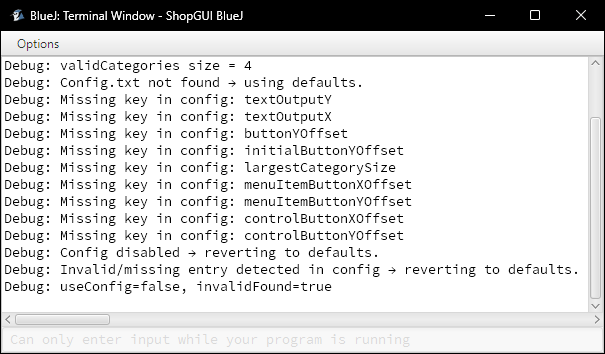 BlueJ: Terminal Window - ShopGUI BlueJ
Options
Debug: validCategories size = 4
Debug: Config.txt not found → using defaults.
Debug: Missing key in config: textOutputY
Debug: Missing key in config: textOutputX
Debug: Missing key in config: buttonYOffset
Debug: Missing key in config: initialButtonYOffset
Debug: Missing key in config: largestCategorySize
Debug: Missing key in config: menuItemButtonXOffset
Debug: Missing key in config: menuItemButtonYOffset
Debug: Missing key in config: controlButtonXOffset
Debug: Missing key in config: controlButtonYOffset
Debug: Config disabled → reverting to defaults.
Debug: Invalid/missing entry detected in config → reverting to defaults.
Debug: useConfig=false, invalidFound=true
Can only enter input while your program is running